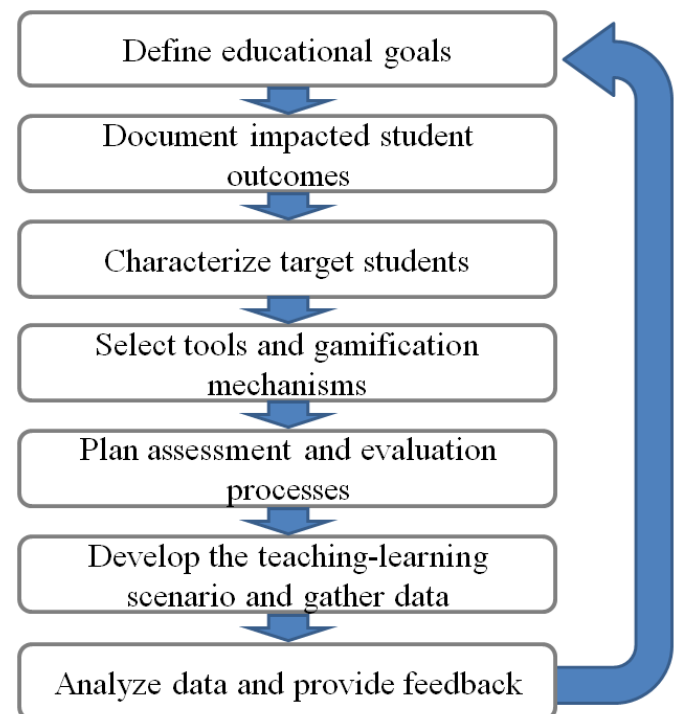 Define educational goals
Document impacted student
outcomes
Characterize target students
Select tools and gamification
mechanisms
Plan assessment and evaluation
processes
Develop the teaching-learning
scenario and gather data
Analyze data and provide feedback